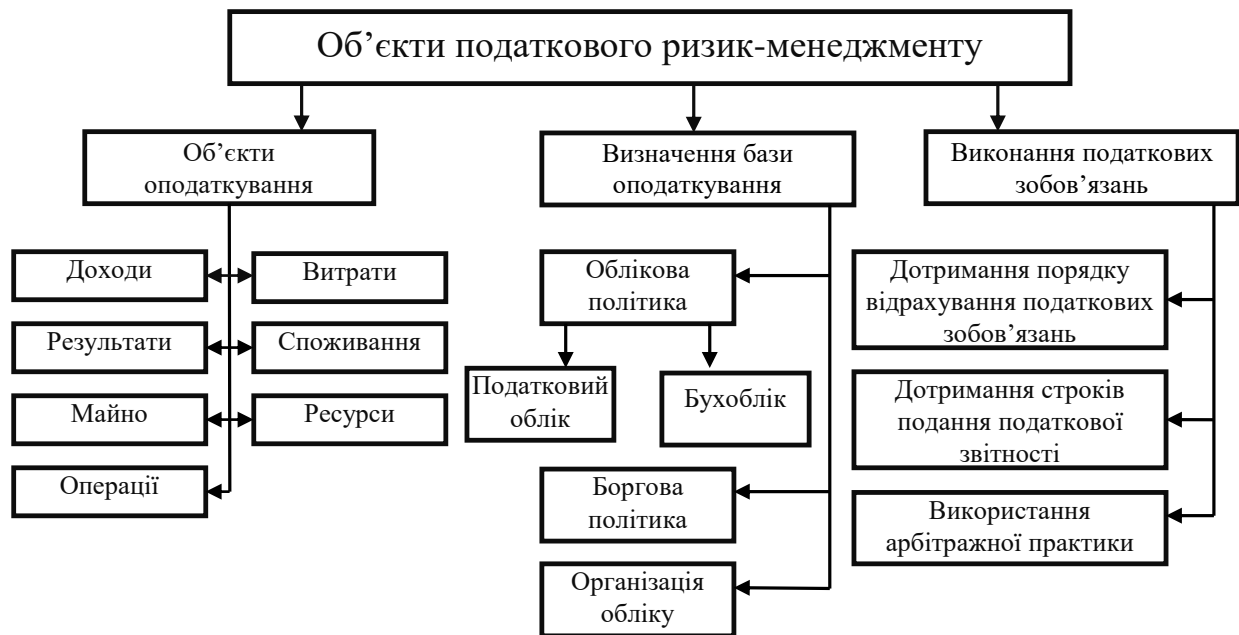 Об’єкти податкового ризик-менеджменту
Об’єкти
оподаткування
Доходи
Витрати
Результати
Споживання
Майно
Ресурси
Операції
Визначення бази
оподаткування
Облікова
політика
Податковий
облік
Бухоблік
Боргова
політика
Організація
обліку
Виконання податкових
зобов’язань
Дотримання порядку
відрахування податкових
зобов’язань
Дотримання строків
подання податкової
звітності
Використання
арбітражної практики